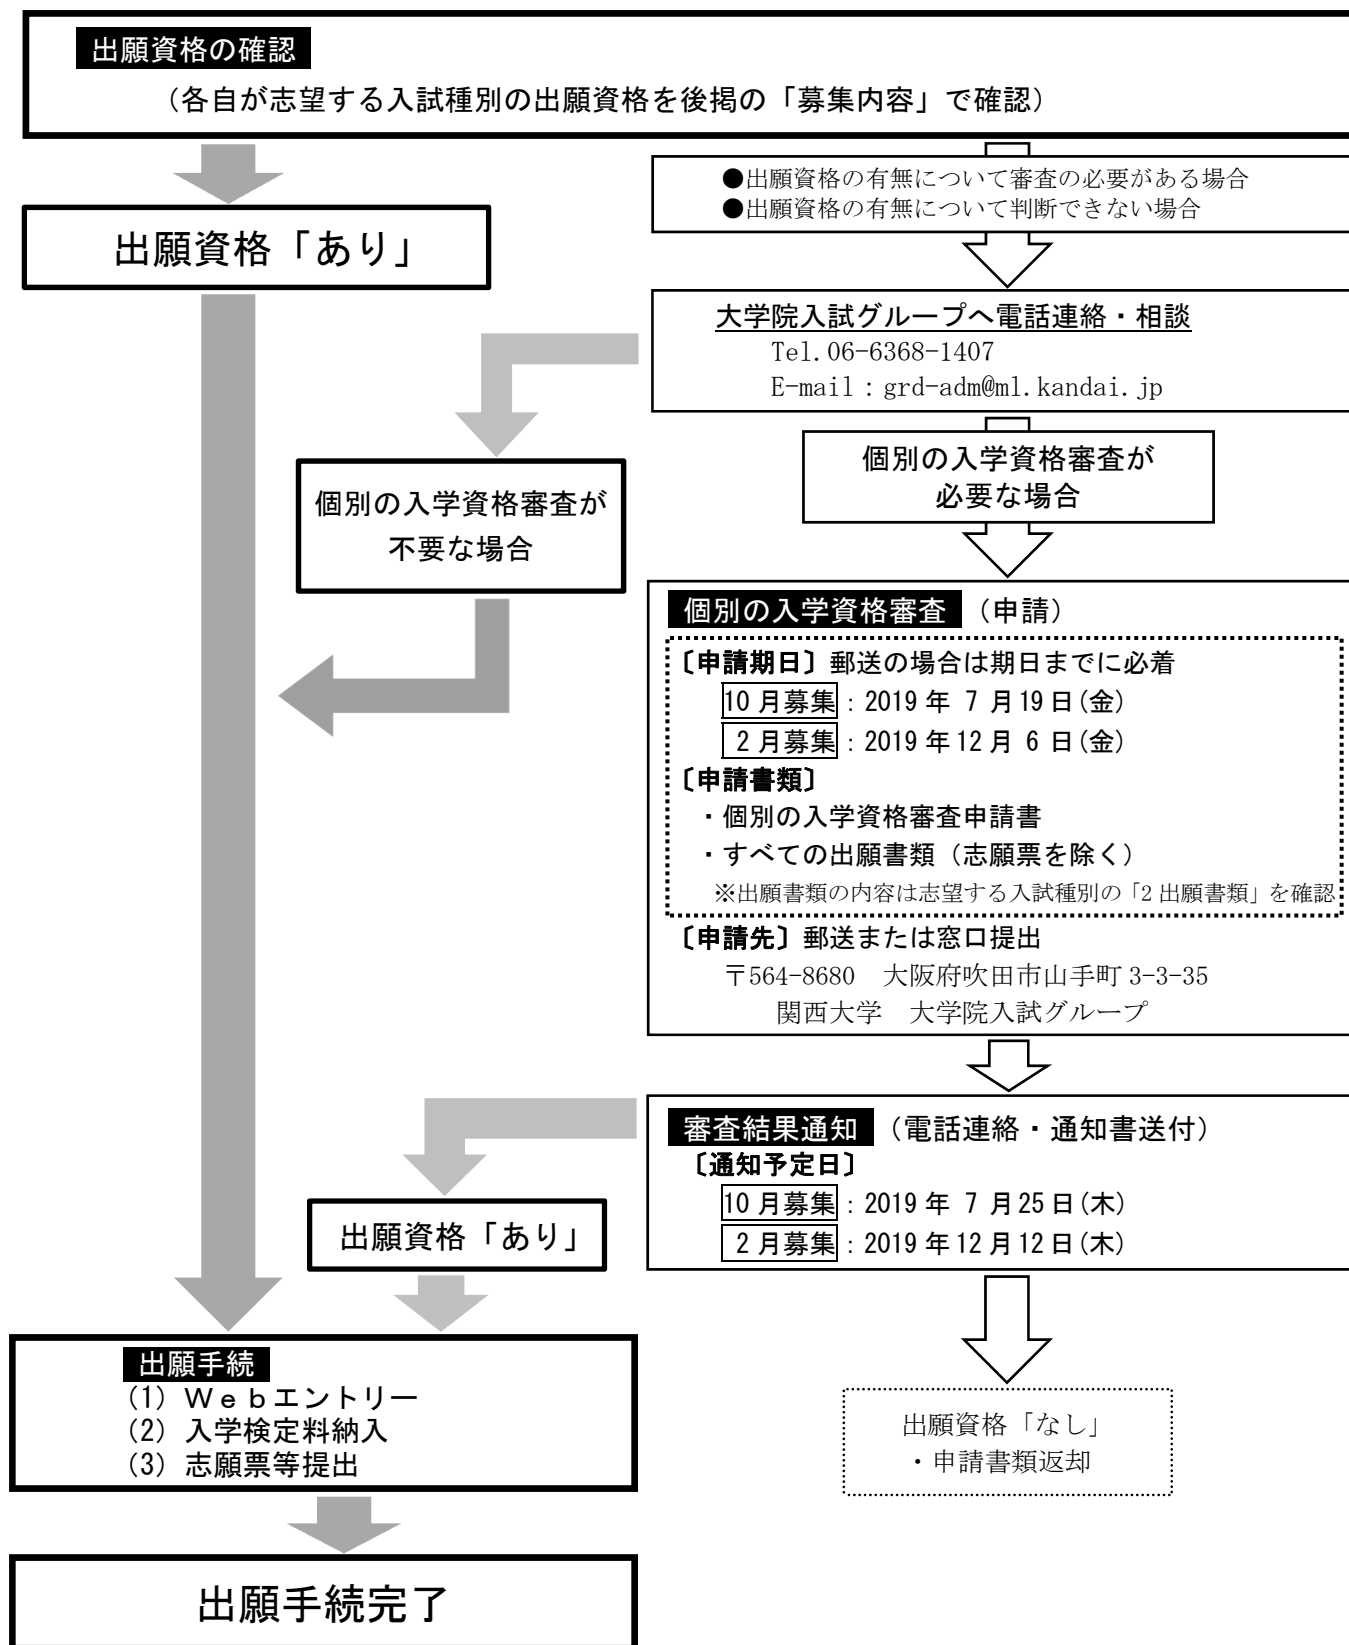 出願資格の確認
（各自が志望する入試種別の出願資格を後掲の「募集内容」で確認）
●出願資格の有無について審査の必要がある場合
●出願資格の有無について判断できない場合
出願資格「あり」
大学院入試グループへ電話連絡・相談
Tel.06-6368-1407
E-mail：grd-adm@ml.kandai.jp
個別の入学資格審査が
必要な場合
個別の入学資格審査が
不要な場合
個別の入学資格審査（申請）
〔申請期日〕郵送の場合は期日までに必着
10月募集：2019年 7月19日(金)
2月募集：2019年12月 6日(金)
〔申請書類〕
・個別の入学資格審査申請書
・すべての出願書類（志願票を除く）
※出願書類の内容は志望する入試種別の「2出願書類」を確認
〔申請先〕郵送または窓口提出
〒564-8680　大阪府吹田市山手町3-3-35
関西大学　大学院入試グループ
審査結果通知（電話連絡・通知書送付）
〔通知予定日〕
10月募集：2019年 7月25日(木)
2月募集：2019年12月12日(木)
出願資格「あり」
出願手続
(1) Ｗｅｂエントリー
(2) 入学検定料納入
(3) 志願票等提出
出願資格「なし」
・申請書類返却
出願手続完了